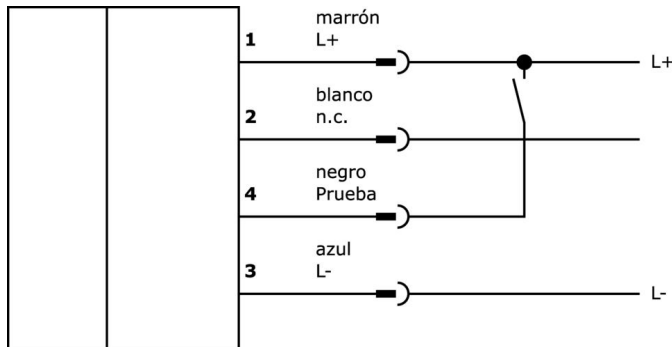 marrón
1 L+
L+
blanco
2 n.c.
negro
4 Prueba
azul
3 L-
L-